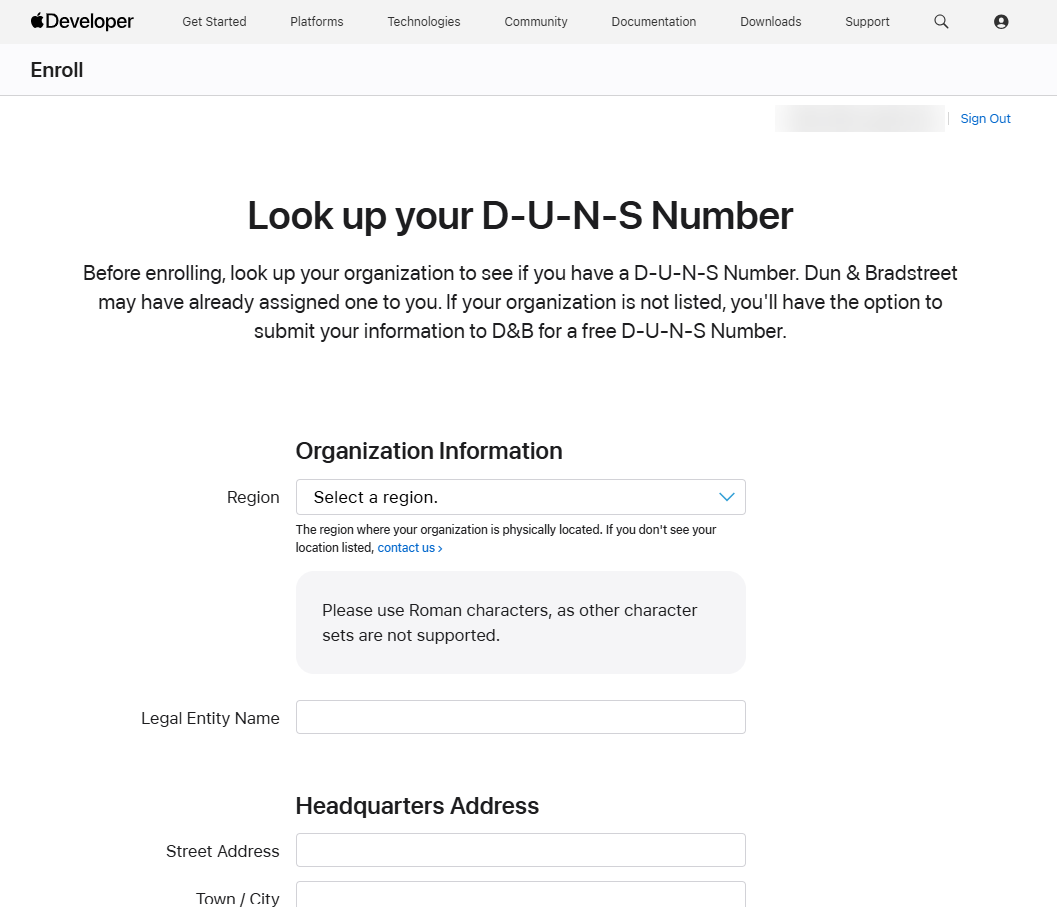 Developer
Get Started
Platforms
Technologies
Community
Documentation
Downloads
Support
Enroll
Sign Out
Look up your D-U-N-S Number
Before enrolling, look up your organization to see if you have a D-U-N-S Number. Dun & Bradstreet
may have already assigned one to you. If your organization is not listed, you'll have the option to
submit your information to D&B for a free D-U-N-S Number.
Organization Information
Region
Select a region.
The region where your organization is physically located. If you don't see your
location listed, contact us ›
Please use Roman characters, as other character
sets are not supported.
Legal Entity Name
Headquarters Address
Street Address
Town / City